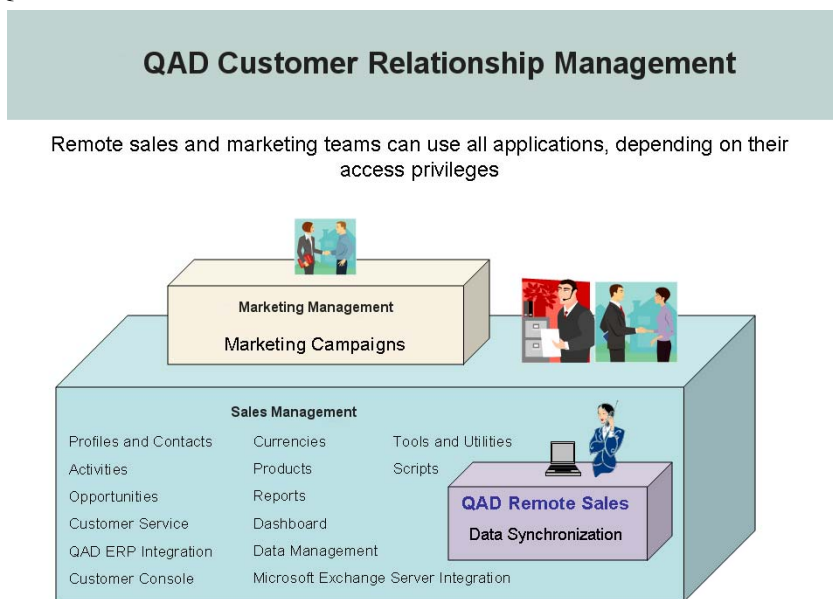 QAD Customer Relationship Management
Remote sales and marketing teams can use all applications, depending on their
access privileges
Marketing Management
Marketing Campaigns
Sales Management
Profiles and Contacts
Activities
Opportunities
Customer Service
QAD ERP Integration
Customer Console
Currencies
Products
Reports
Dashboard
Data Management
Microsoft Exchange Server Integration
Tools and Utilities
Scripts
QAD Remote Sales
Data Synchronization